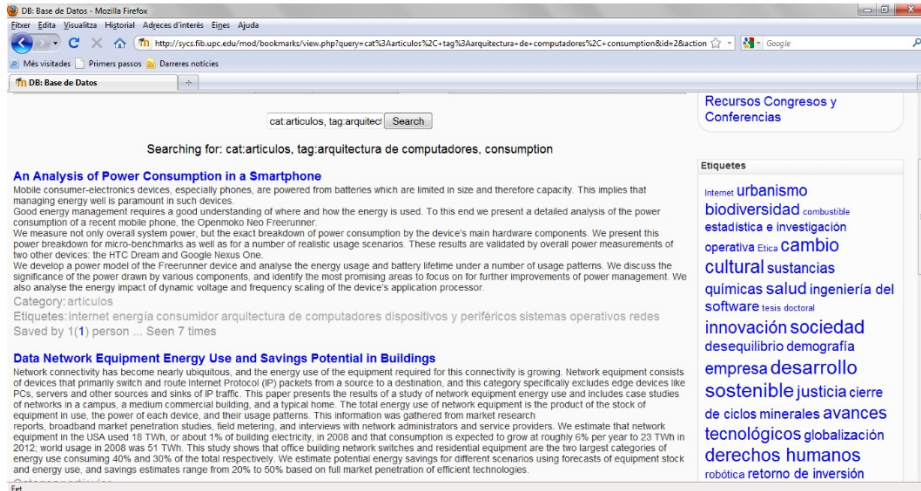 DB: Base de Datos - Mozilla Firefox
Fitxer Edita Visualitza Historial Adreces d'interès Eines Ajuda
http://sycs.fib.upc.edu/mod/bookmarks/view.php?query=cat%3Aarticulos%2C+tag%3Aarquitectura+de+computadores%2C+consumption&id=2&action
Google
Més visitades Primers passos Darreres notícies
DB: Base de Datos
cat:articulos, tag:arquitect Search
Searching for: cat:articulos, tag:arquitectura de computadores, consumption
An Analysis of Power Consumption in a Smartphone
Mobile consumer-electronics devices, especially phones, are powered from batteries which are limited in size and therefore capacity. This implies that
managing energy well is paramount in such devices.
Good energy management requires a good understanding of where and how the energy is used. To this end we present a detailed analysis of the power
consumption of a recent mobile phone, the Openmoko Neo Freerunner.
We measure not only overall system power, but the exact breakdown of power consumption by the device's main hardware components. We present this
power breakdown for micro-benchmarks as well as for a number of realistic usage scenarios. These results are validated by overall power measurements of
two other devices: the HTC Dream and Google Nexus One.
We develop a power model of the Freerunner device and analyse the energy usage and battery lifetime under a number of usage patterns. We discuss the
significance of the power drawn by various components, and identify the most promising areas to focus on for further improvements of power management. We
also analyse the energy impact of dynamic voltage and frequency scaling of the device's application processor.
Category:artículos
Etiquetes:internet energía consumidor arquitectura de computadores dispositivos y periféricos sistemas operativos redes
Saved by 1(1) person ... Seen 7 times
Data Network Equipment Energy Use and Savings Potential in Buildings
Network connectivity has become nearly ubiquitous, and the energy use of the equipment required for this connectivity is growing. Network equipment consists
of devices that primarily switch and route Internet Protocol (IP) packets from a source to a destination, and this category specifically excludes edge devices like
PCs, servers and other sources and sinks of IP traffic. This paper presents the results of a study of network equipment energy use and includes case studies
of networks in a campus, a medium commercial building, and a typical home. The total energy use of network equipment is the product of the stock of
equipment in use, the power of each device, and their usage patterns. This information was gathered from market research
reports, broadband market penetration studies, field metering, and interviews with network administrators and service providers. We estimate that network
equipment in the USA used 18 TWh, or about 1% of building electricity, in 2008 and that consumption is expected to grow at roughly 6% per year to 23 TWh in
2012; world usage in 2008 was 51 TWh. This study shows that office building network switches and residential equipment are the two largest categories of
energy use consuming 40% and 30% of the total respectively. We estimate potential energy savings for different scenarios using forecasts of equipment stock
and energy use, and savings estimates range from 20% to 50% based on full market penetration of efficient technologies.
Recursos Congresos y
Conferencias
Etiquetes
Internet urbanismo
biodiversidad combustible
estadística e investigación
operativa Etica cambio
cultural sustancias
químicas salud ingeniería del
software tesis doctoral
innovación sociedad
desequilibrio demografía
empresa desarrollo
sostenible justicia cierre
de ciclos minerales avances
tecnológicos globalización
derechos humanos
robótica retorno de inversión